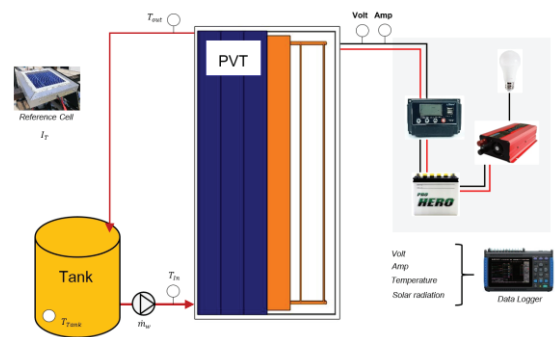 T_out
Volt
Amp
PVT
Reference Cell
I_T
PRO
HERO
Tank
T_Tank
ṁ_w
T_In
Volt
Amp
Temperature
Solar radiation
Data Logger